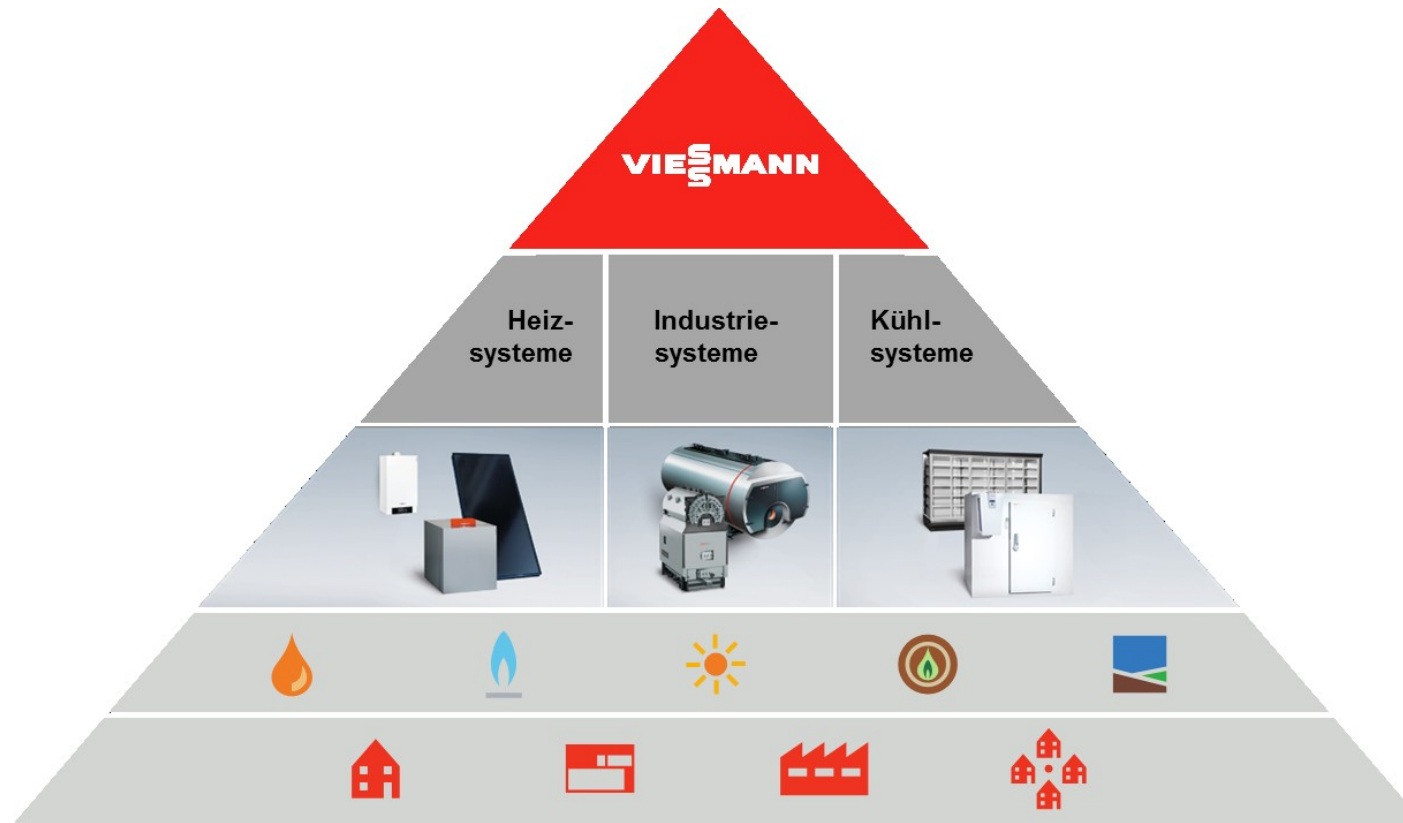 VIESSMANN
Heiz-
systeme
Industrie-
systeme
Kühl-
systeme